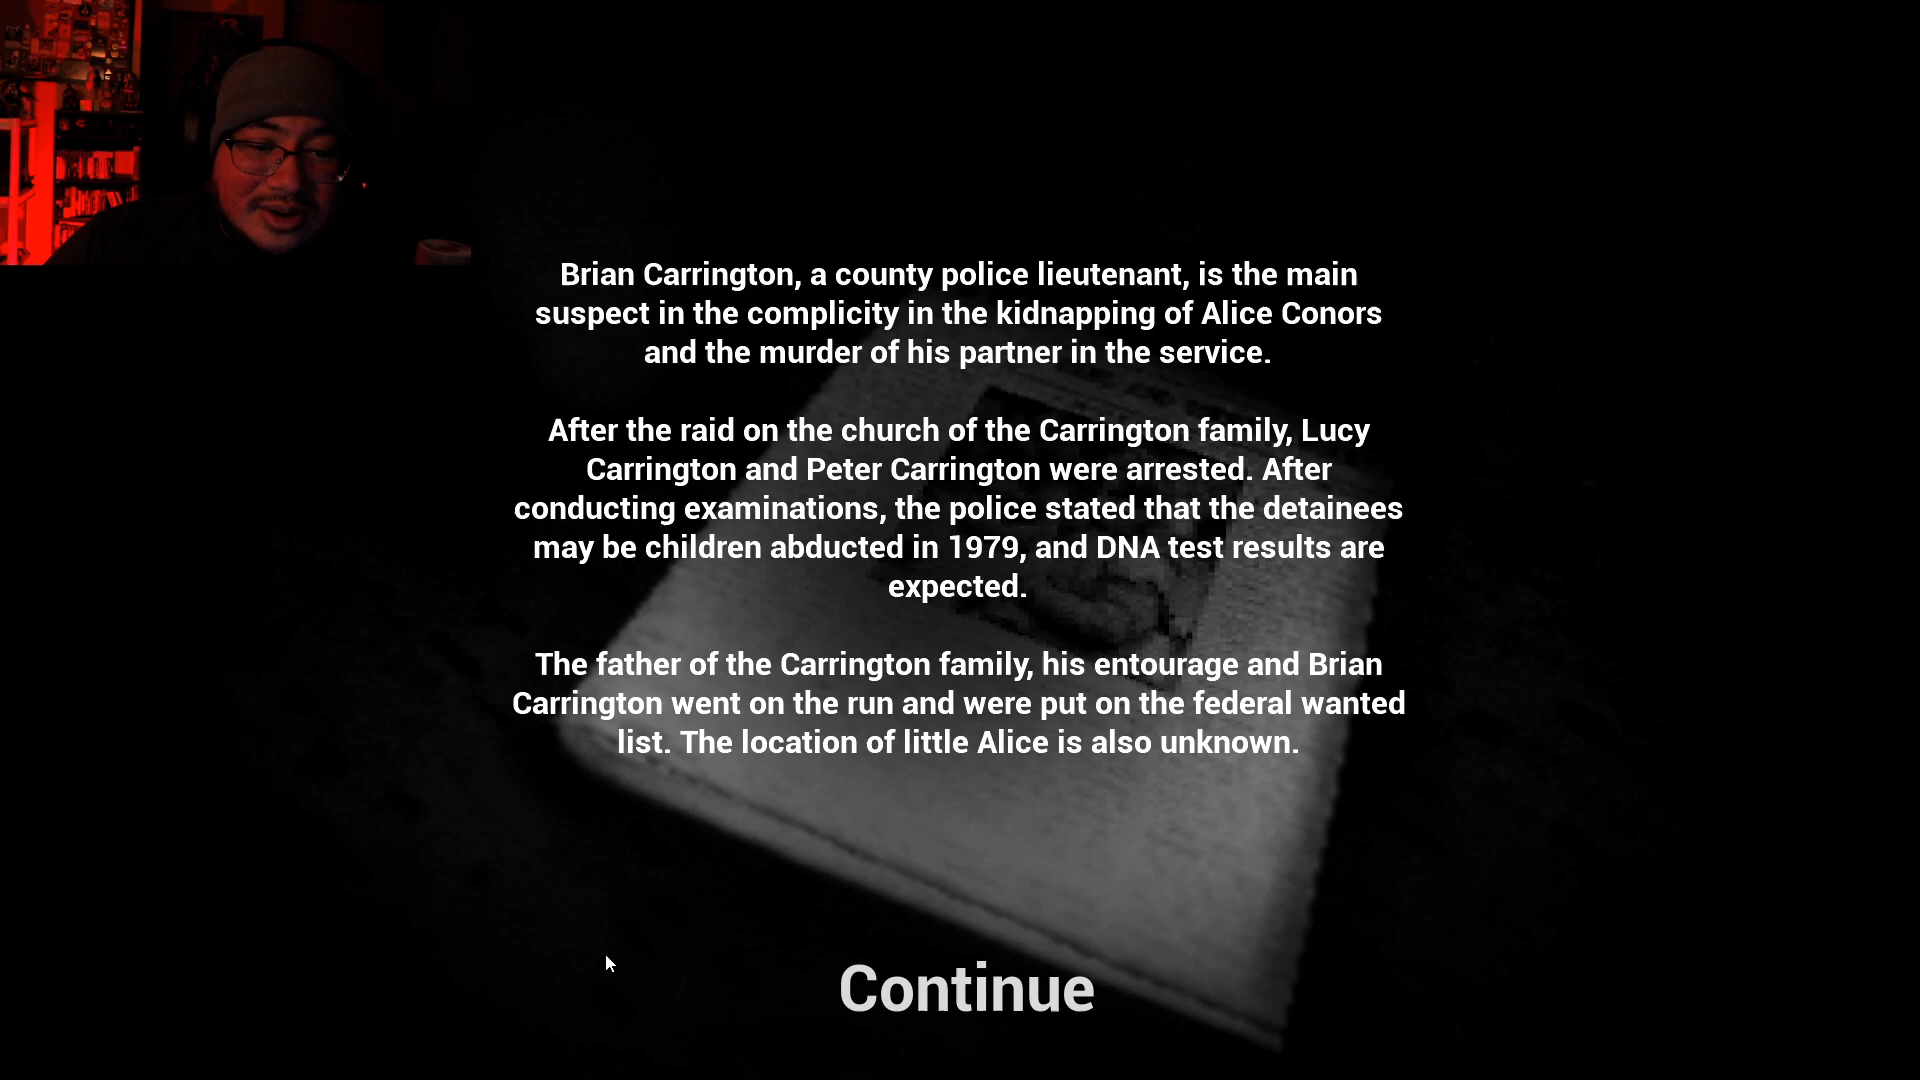 Brian Carrington, a county police lieutenant, is the main
suspect in the complicity in the kidnapping of Alice Conors
and the murder of his partner in the service.
After the raid on the church of the Carrington family, Lucy
Carrington and Peter Carrington were arrested. After
conducting examinations, the police stated that the detainees
may be children abducted in 1979, and DNA test results are
expected.
The father of the Carrington family, his entourage and Brian
Carrington went on the run and were put on the federal wanted
list. The location of little Alice is also unknown.
Continue